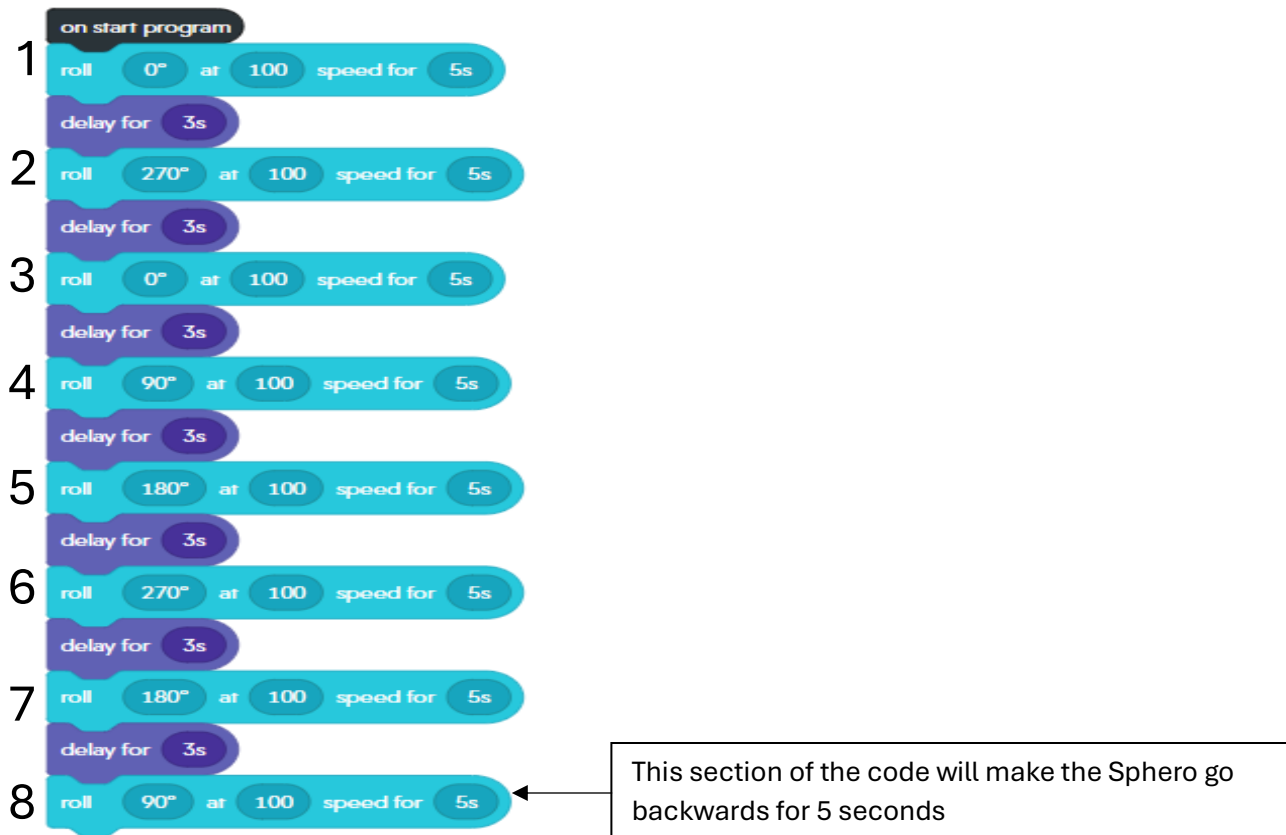 on start program
1 roll 0° at 100 speed for 5s
delay for 3s
2 roll 270° at 100 speed for 5s
delay for 3s
3 roll 0° at 100 speed for 5s
delay for 3s
4 roll 90° at 100 speed for 5s
delay for 3s
5 roll 180° at 100 speed for 5s
delay for 3s
6 roll 270° at 100 speed for 5s
delay for 3s
7 roll 180° at 100 speed for 5s
delay for 3s
8 roll 90° at 100 speed for 5s
This section of the code will make the Sphero go
backwards for 5 seconds